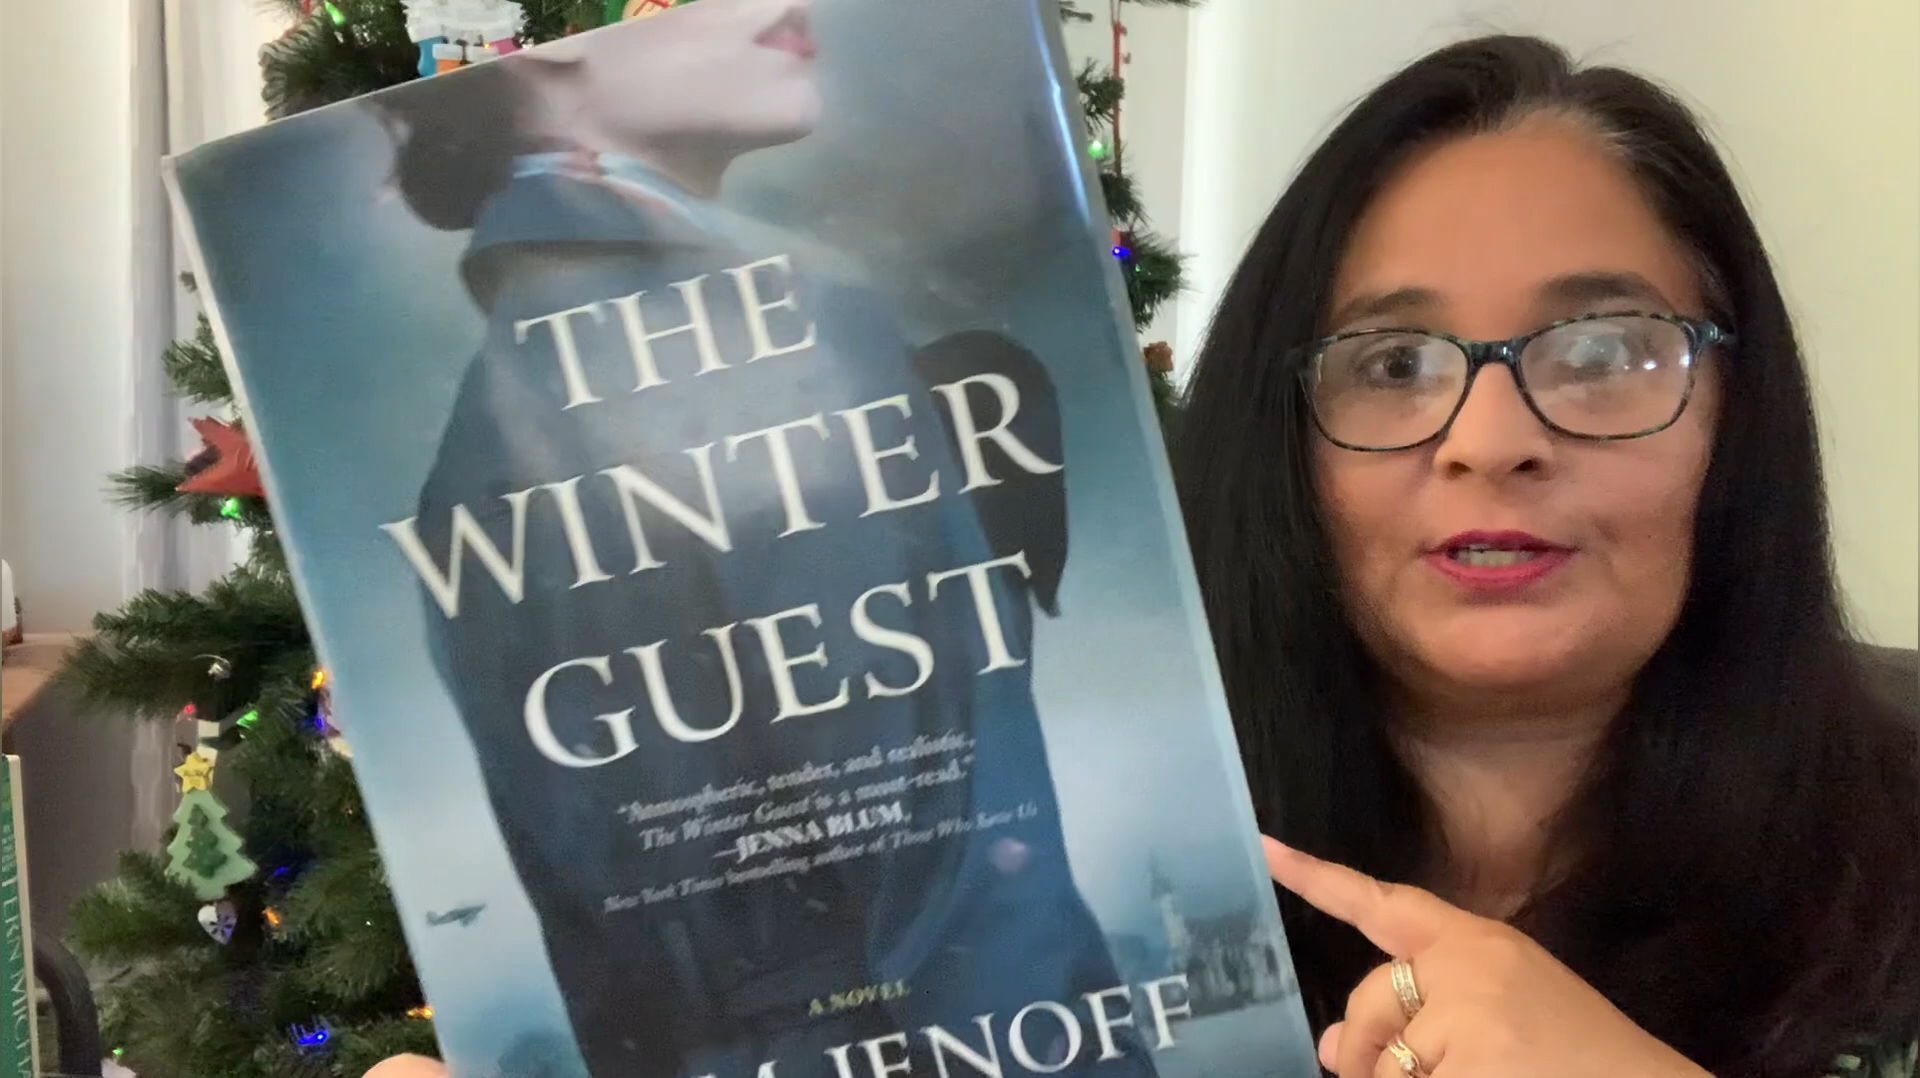 THE
WINTER
GUEST
“Atmospheric, tender, and realistic,
The Winter Guest is a must-read.”
—JENNA BLUM,
New York Times bestselling author of Those Who Save Us
A NOVEL
JENOFF